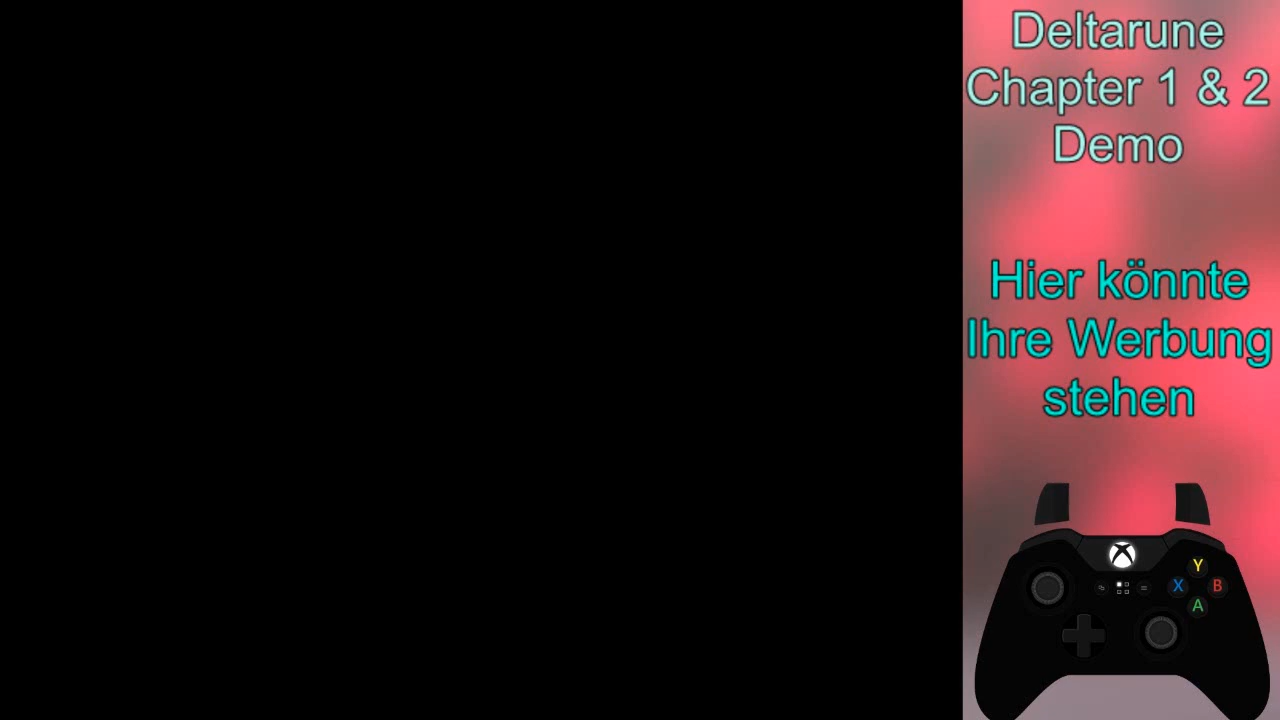 Deltarune
Chapter 1 & 2
Demo
Hier könnte
Ihre Werbung
stehen
Y
X B
A